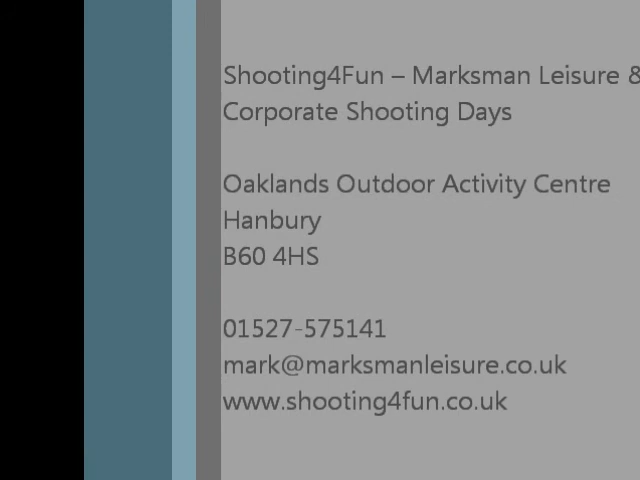 Shooting4Fun – Marksman Leisure &
Corporate Shooting Days
Oaklands Outdoor Activity Centre
Hanbury
B60 4HS
01527-575141
mark@marksmanleisure.co.uk
www.shooting4fun.co.uk